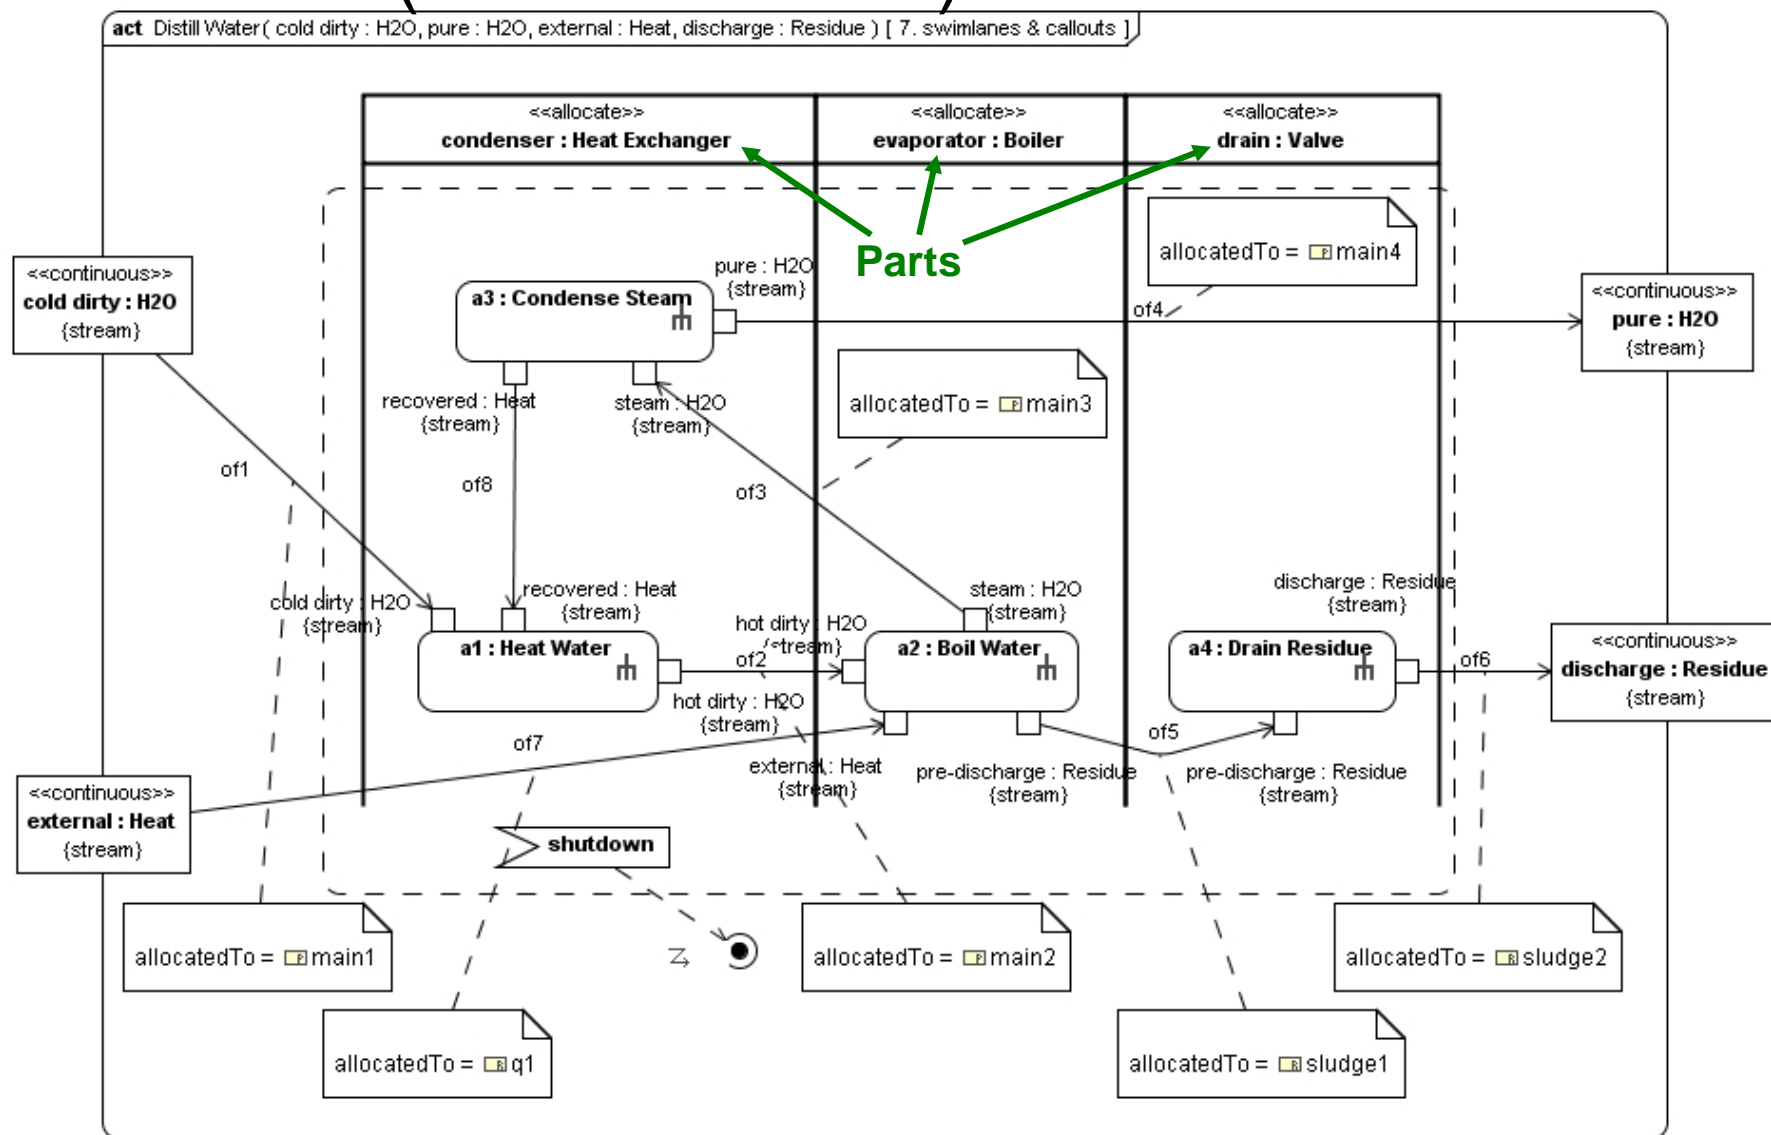 act Distill Water( cold dirty : H2O, pure : H2O, external : Heat, discharge : Residue ) [ 7. swimlanes & callouts ]
<<allocate>>
condenser : Heat Exchanger
<<allocate>>
evaporator : Boiler
<<allocate>>
drain : Valve
Parts
allocatedTo = P main4
<<continuous>>
cold dirty : H2O
{stream}
a3 : Condense Steam
pure : H2O
{stream}
of4
<<continuous>>
pure : H2O
{stream}
recovered : Heat
{stream}
steam : H2O
{stream}
allocatedTo = P main3
of1
of8
of3
cold dirty : H2O
{stream}
recovered : Heat
{stream}
hot dirty : H2O
{stream}
steam : H2O
{stream}
discharge : Residue
{stream}
a1 : Heat Water
of2
a2 : Boil Water
a4 : Drain Residue
of6
<<continuous>>
discharge : Residue
{stream}
hot dirty : H2O
{stream}
of7
of5
external : Heat
{stream}
pre-discharge : Residue
{stream}
pre-discharge : Residue
{stream}
<<continuous>>
external : Heat
{stream}
shutdown
allocatedTo = P main1
allocatedTo = P main2
allocatedTo = R sludge2
allocatedTo = R q1
allocatedTo = R sludge1